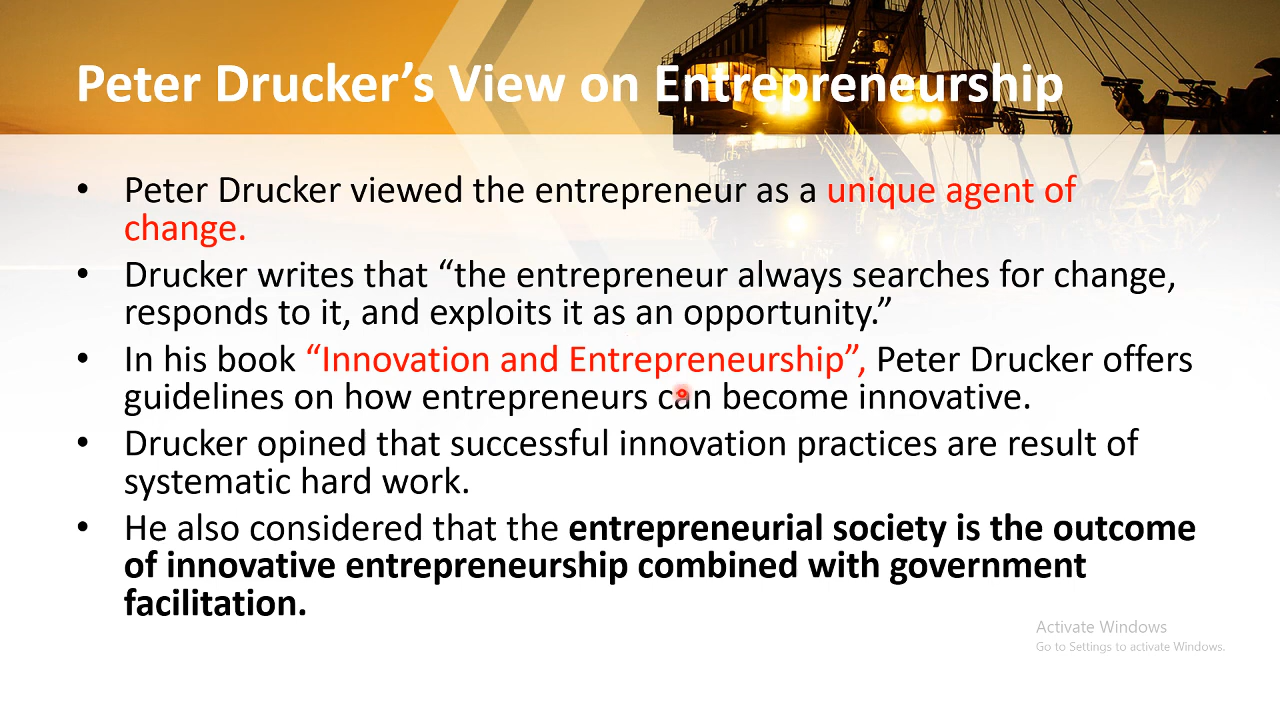 Peter Drucker’s View on Entrepreneurship
• Peter Drucker viewed the entrepreneur as a unique agent of
change.
• Drucker writes that “the entrepreneur always searches for change,
responds to it, and exploits it as an opportunity.”
• In his book “Innovation and Entrepreneurship”, Peter Drucker offers
guidelines on how entrepreneurs can become innovative.
• Drucker opined that successful innovation practices are result of
systematic hard work.
• He also considered that the entrepreneurial society is the outcome
of innovative entrepreneurship combined with government
facilitation.
Activate Windows
Go to Settings to activate Windows.